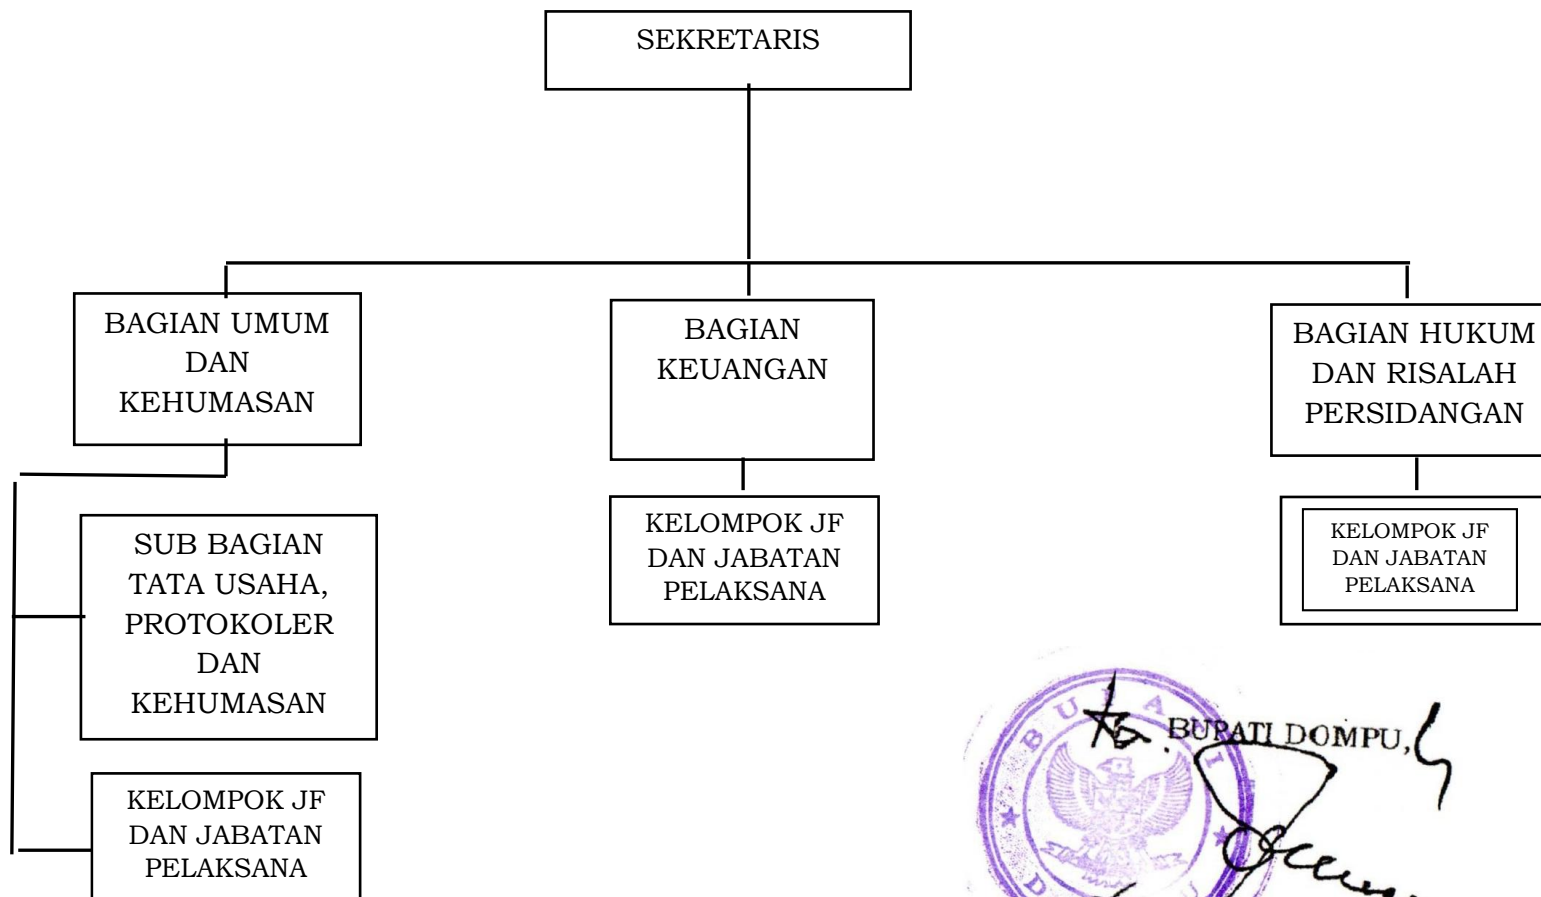 SEKRETARIS
BAGIAN UMUM
DAN
KEHUMASAN
BAGIAN
KEUANGAN
BAGIAN HUKUM
DAN RISALAH
PERSIDANGAN
SUB BAGIAN
TATA USAHA,
PROTOKOLER
DAN
KEHUMASAN
KELOMPOK JF
DAN JABATAN
PELAKSANA
KELOMPOK JF
DAN JABATAN
PELAKSANA
KELOMPOK JF
DAN JABATAN
PELAKSANA
BUPATI DOMPU,
BUPATI